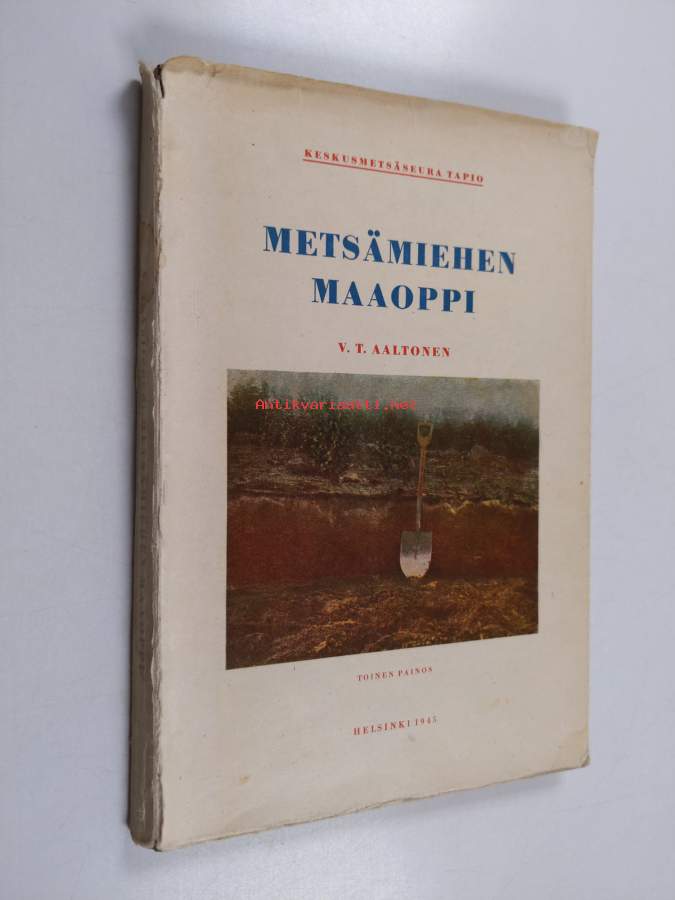 KESKUSMETSÄSEURA TAPIO
METSÄMIEHEN
MAAOPPI
V. T. AALTONEN
Antikvariaatti.net
TOINEN PAINOS
HELSINKI 1945